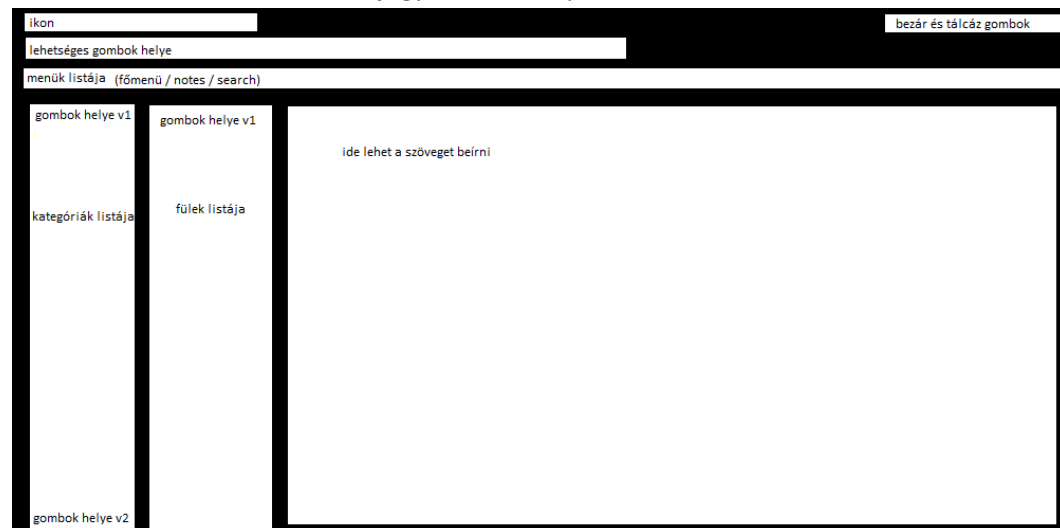 ikon
bezár és tálcáz gombok
lehetséges gombok helye
menük listája (főmenü / notes / search)
gombok helye v1
gombok helye v1
ide lehet a szöveget beírni
kategóriák listája
fülek listája
gombok helye v2